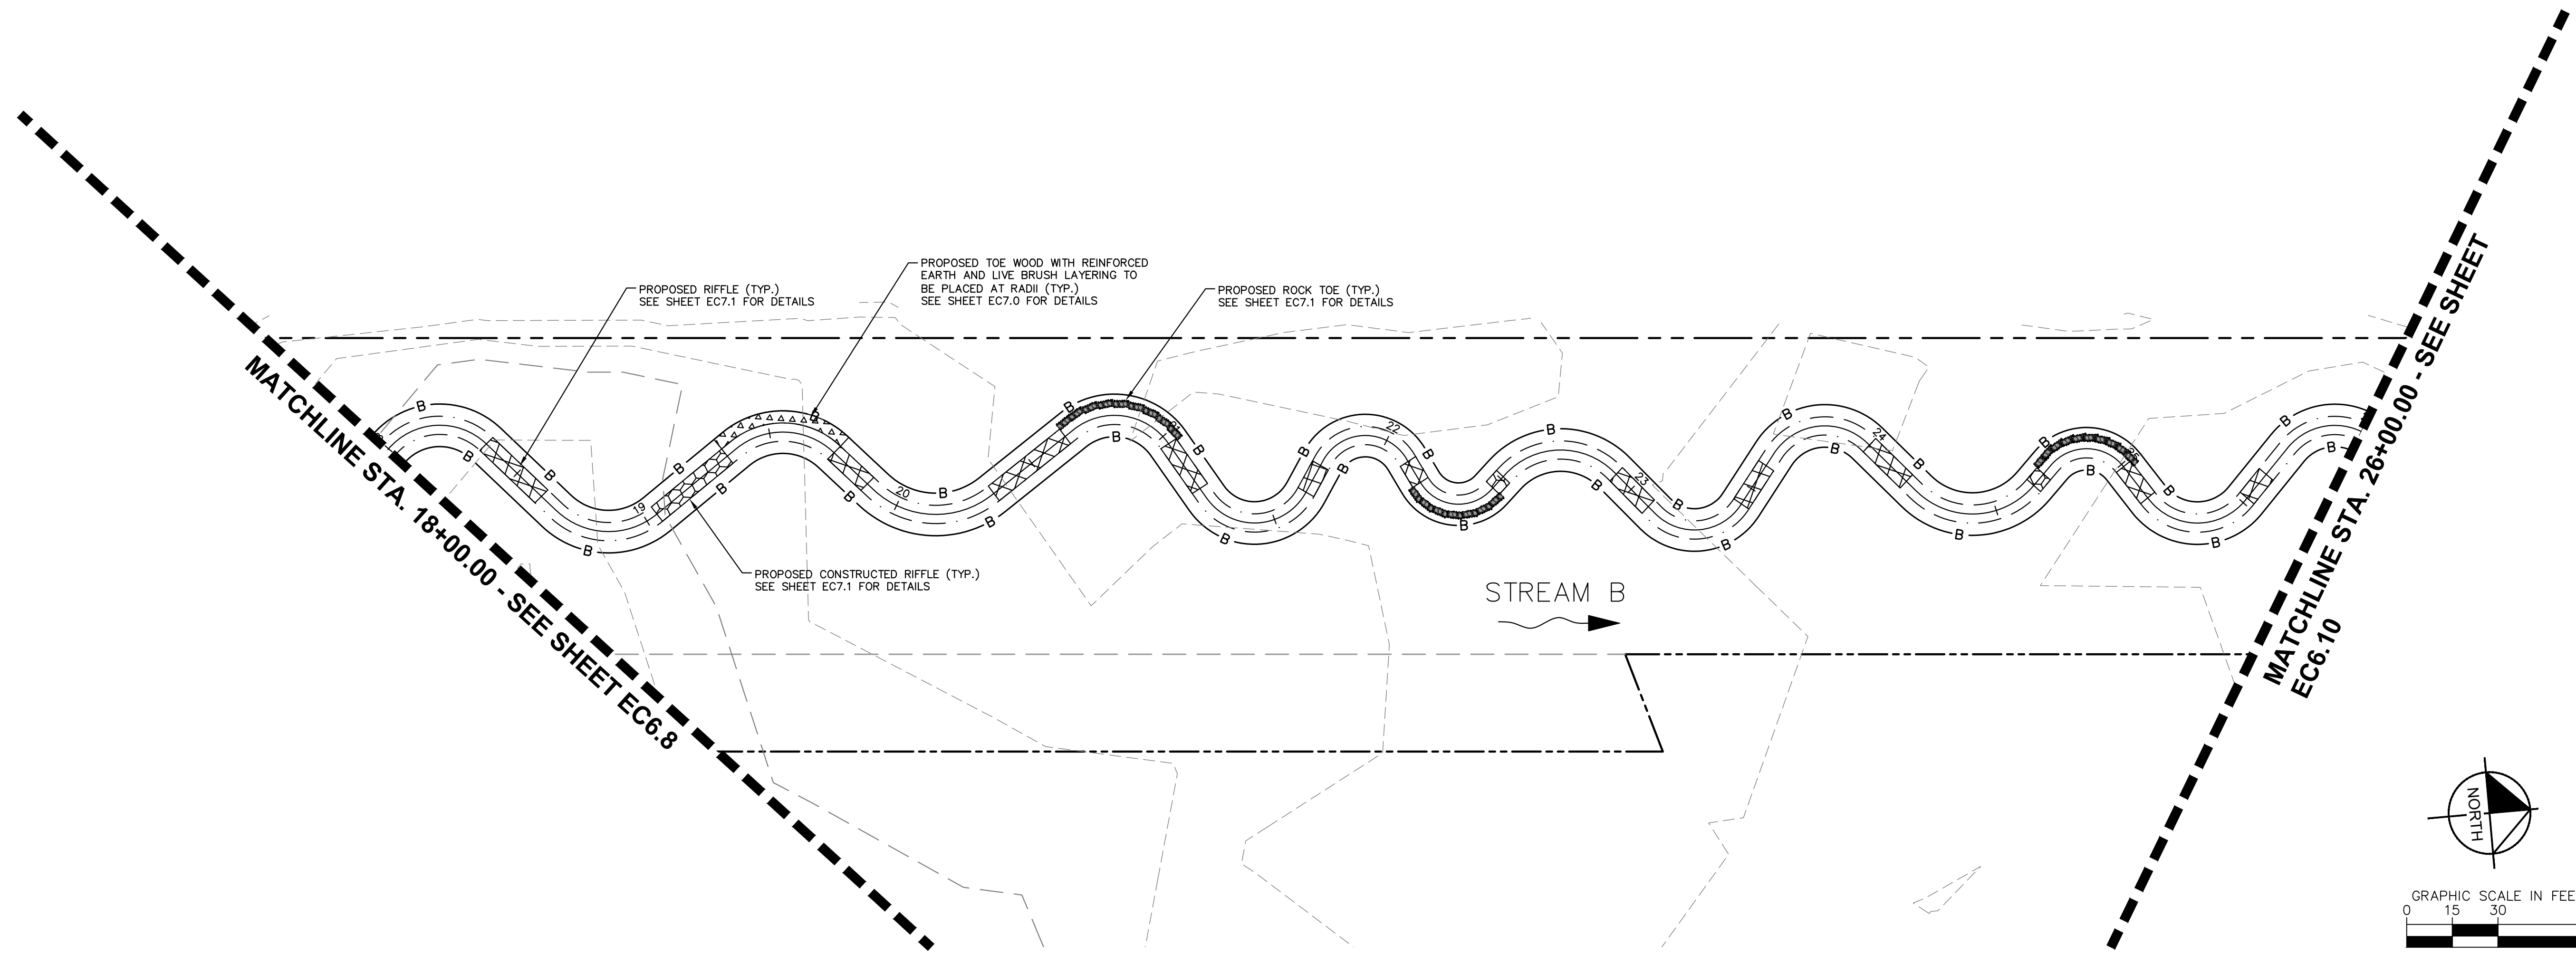 PROPOSED RIFFLE (TYP.)
SEE SHEET EC7.1 FOR DETAILS
PROPOSED TOE WOOD WITH REINFORCED
EARTH AND LIVE BRUSH LAYERING TO
BE PLACED AT RADII (TYP.)
SEE SHEET EC7.0 FOR DETAILS
PROPOSED ROCK TOE (TYP.)
SEE SHEET EC7.1 FOR DETAILS
MATCHLINE STA. 18+00.00 - SEE SHEET EC6.8
B
B
B
B
19
B
B
B
B
20
B
B
B
B
B
B
B
B
22
B
B
B
B
23
B
B
B
B
24
B
B
B
B
25
B
B
B
B
PROPOSED CONSTRUCTED RIFFLE (TYP.)
SEE SHEET EC7.1 FOR DETAILS
STREAM B
MATCHLINE STA. 26+00.00 - SEE SHEET
EC6.10
NORTH
GRAPHIC SCALE IN FEE
0 15 30